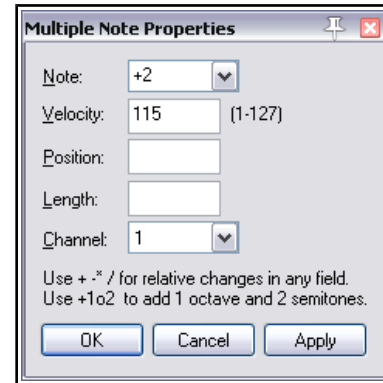 Multiple Note Properties
Note: +2
Velocity: 115 (1-127)
Position:
Length:
Channel: 1
Use + -* / for relative changes in any field.
Use +1o2 to add 1 octave and 2 semitones.
OK Cancel Apply